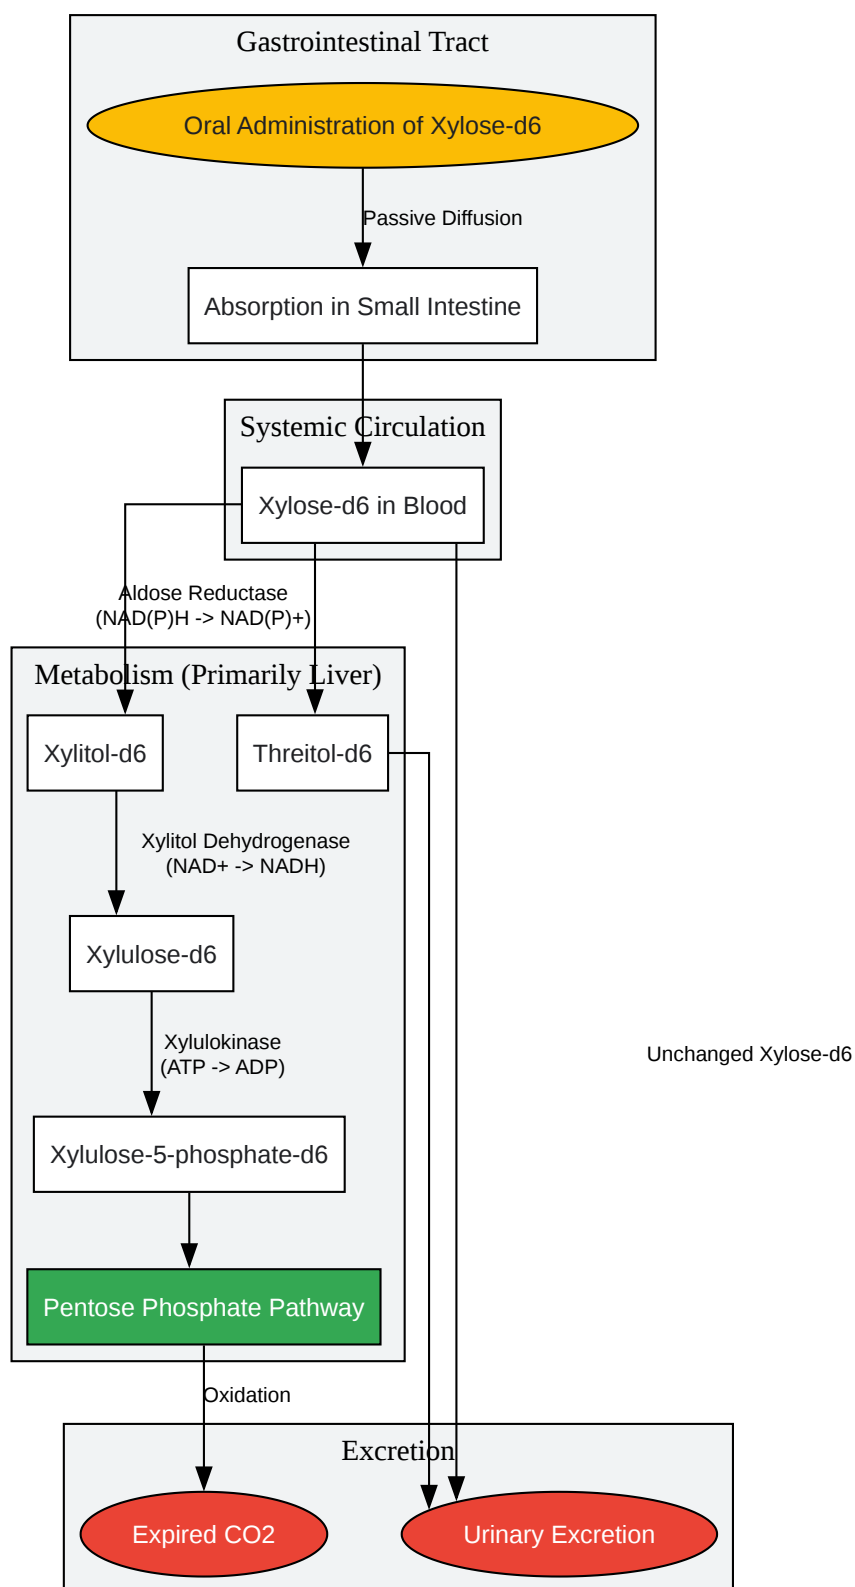 Gastrointestinal Tract
Oral Administration of Xylose-d6
Passive Diffusion
Absorption in Small Intestine
Systemic Circulation
Xylose-d6 in Blood
Aldose Reductase
(NAD(P)H -> NAD(P)+)
Metabolism (Primarily Liver)
Xylitol-d6
Threitol-d6
Xylitol Dehydrogenase
(NAD+ -> NADH)
Xylulose-d6
Xylulokinase
(ATP -> ADP)
Unchanged Xylose-d6
Xylulose-5-phosphate-d6
Pentose Phosphate Pathway
Oxidation
Excretion
Expired CO2
Urinary Excretion